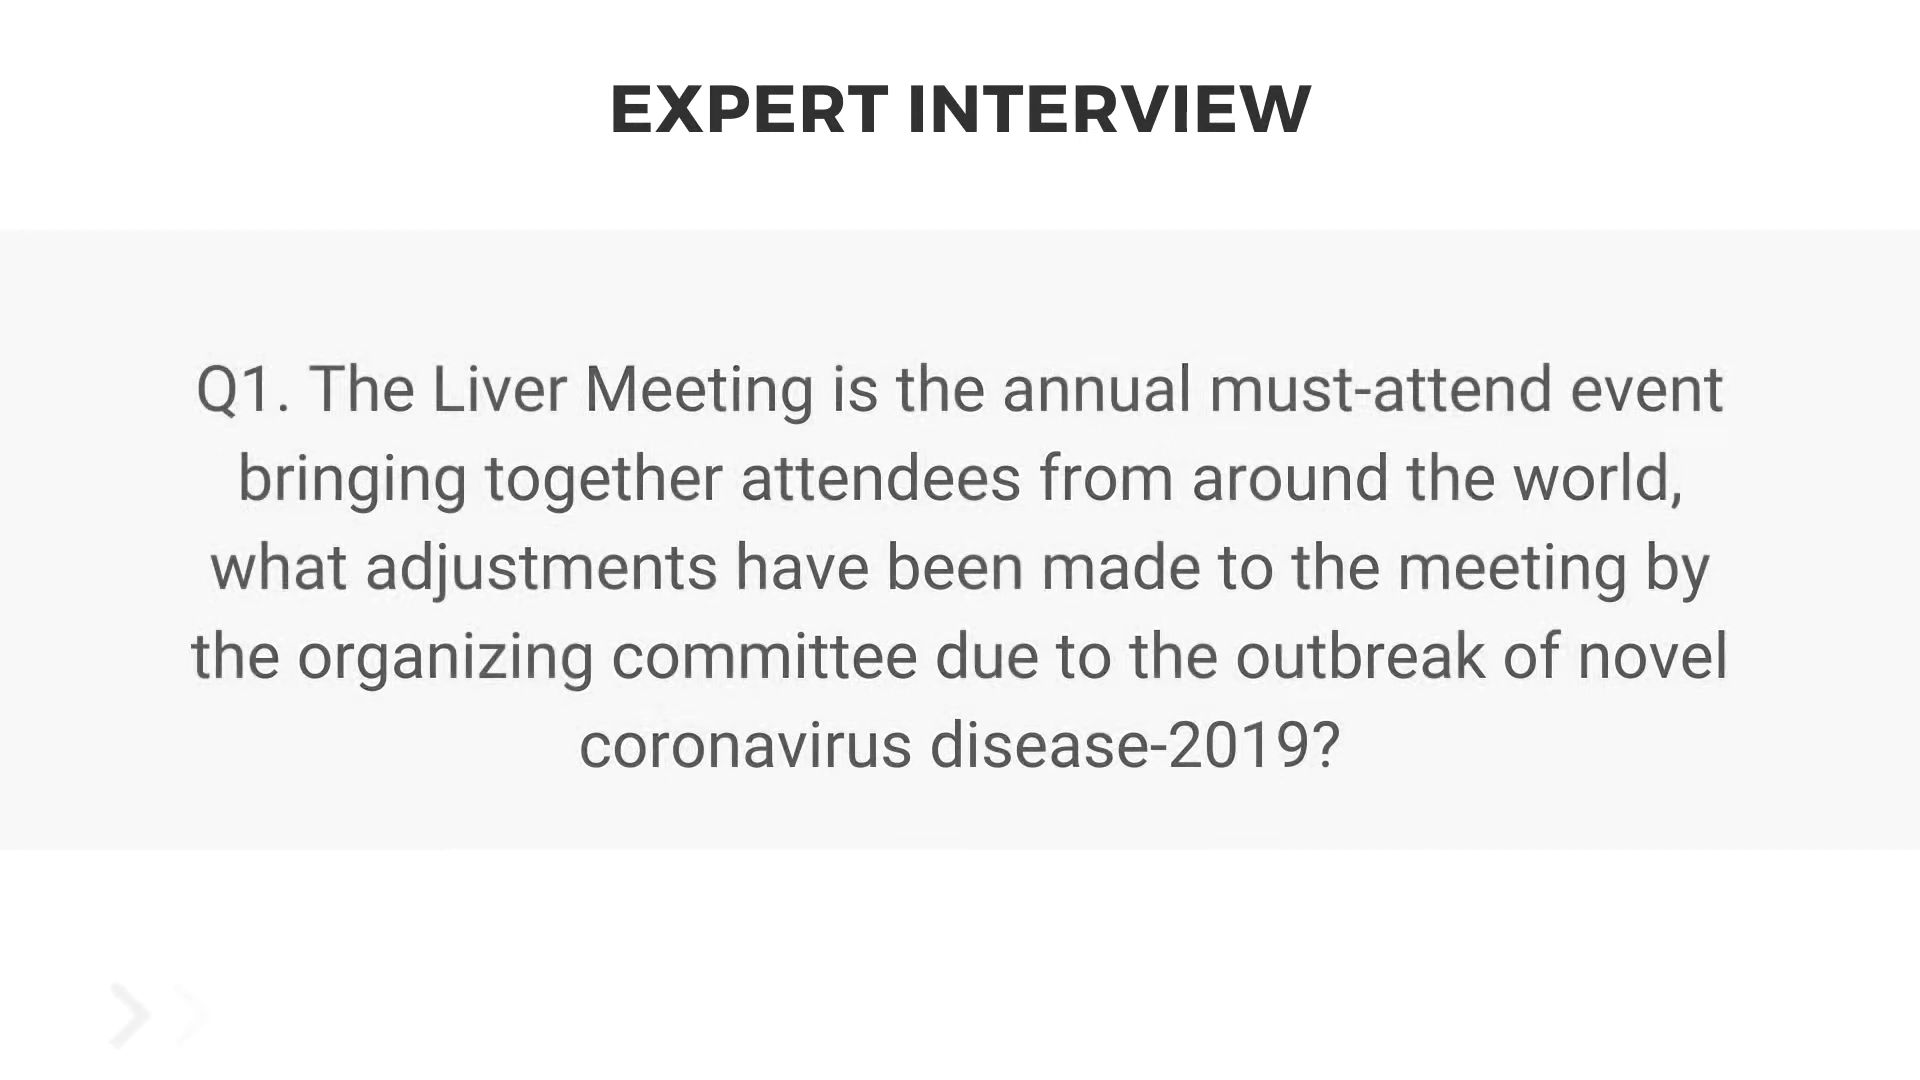 EXPERT INTERVIEW
Q1. The Liver Meeting is the annual must-attend event
bringing together attendees from around the world,
what adjustments have been made to the meeting by
the organizing committee due to the outbreak of novel
coronavirus disease-2019?